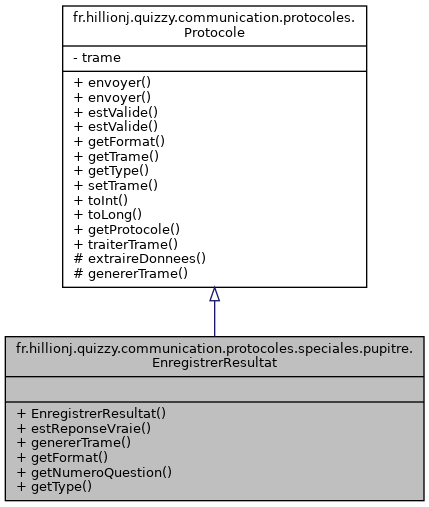 fr.hillionj.quizzy.communication.protocoles.
Protocole
- trame
+ envoyer()
+ envoyer()
+ estValide()
+ estValide()
+ getFormat()
+ getTrame()
+ getType()
+ setTrame()
+ toInt()
+ toLong()
+ getProtocole()
+ traiterTrame()
# extraireDonnees()
# genererTrame()
fr.hillionj.quizzy.communication.protocoles.speciales.pupitre.
EnregistrerResultat
+ EnregistrerResultat()
+ estReponseVraie()
+ genererTrame()
+ getFormat()
+ getNumeroQuestion()
+ getType()